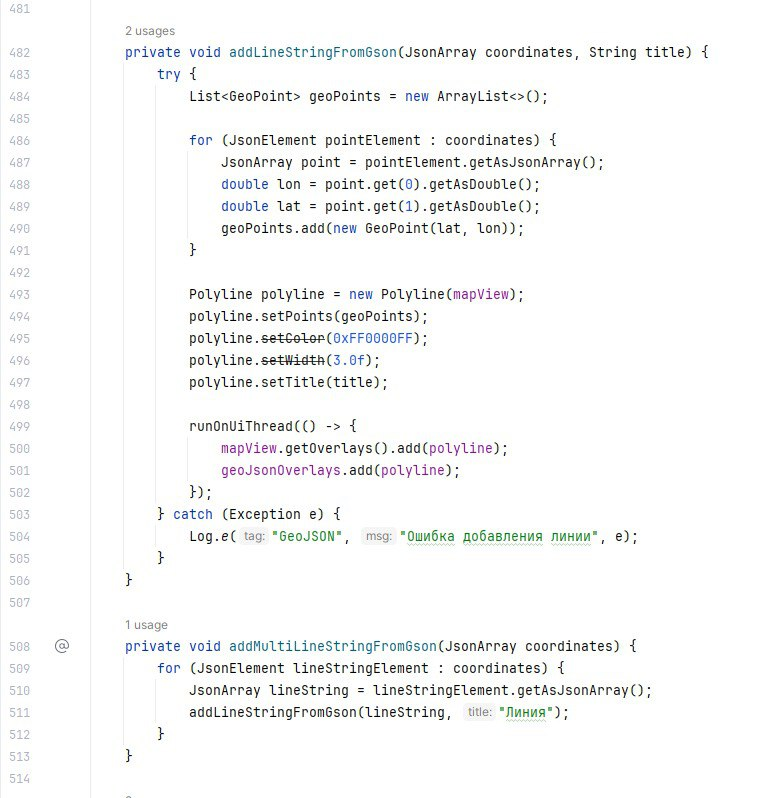 481
2 usages
482 private void addLineStringFromGson(JsonArray coordinates, String title) {
483 try {
484 List<GeoPoint> geoPoints = new ArrayList<>();
485
486 for (JsonElement pointElement : coordinates) {
487 JsonArray point = pointElement.getAsJsonArray();
488 double lon = point.get(0).getAsDouble();
489 double lat = point.get(1).getAsDouble();
490 geoPoints.add(new GeoPoint(lat, lon));
491 }
492
493 Polyline polyline = new Polyline(mapView);
494 polyline.setPoints(geoPoints);
495 polyline.setColor(0xFF0000FF);
496 polyline.setWidth(3.0f);
497 polyline.setTitle(title);
498
499 runOnUiThread(() -> {
500 mapView.getOverlays().add(polyline);
501 geoJsonOverlays.add(polyline);
502 });
503 } catch (Exception e) {
504 Log.e( tag: "GeoJSON", msg: "Ошибка добавления линии", e);
505 }
506 }
507
1 usage
508 @ private void addMultiLineStringFromGson(JsonArray coordinates) {
509 for (JsonElement lineStringElement : coordinates) {
510 JsonArray lineString = lineStringElement.getAsJsonArray();
511 addLineStringFromGson(lineString, title: "Линия");
512 }
513 }
514